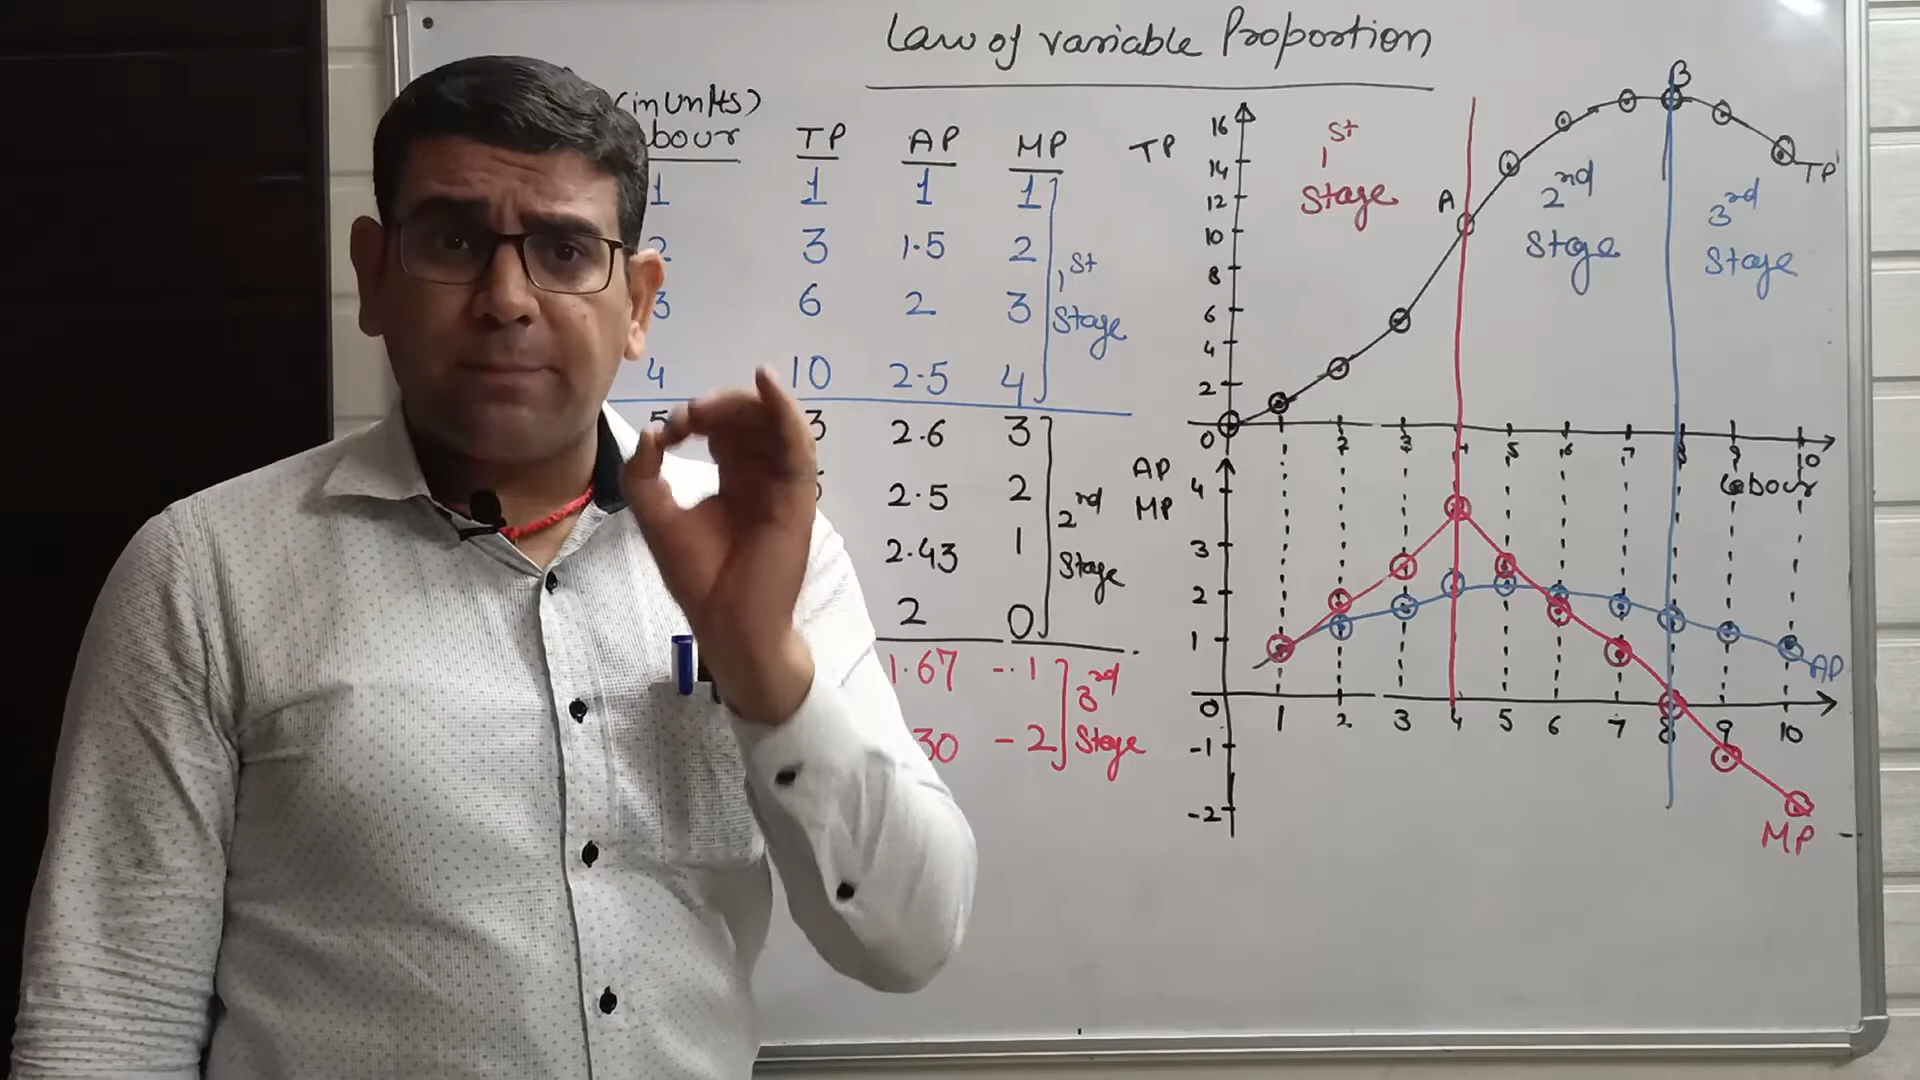 Law of variable Proportion
(in Units)
bour TP AP MP
1 1 1 1
2 3 1.5 2
3 6 2 3
4 10 2.5 4
1st
Stage
5 3 2.6 3
2.5 2
2.43 1
2 0
2nd
Stage
1.67 -1
30 -2
3rd
Stage
TP
16
14
12
10
8
6
4
2
0
1st
Stage
A
2nd
Stage
B
3rd
Stage
TP
2 3 4 5 6 7 8 9 10
Labour
AP
MP
4
3
2
1
0
-1
-2
1 2 3 4 5 6 7 8 9 10
AP
MP